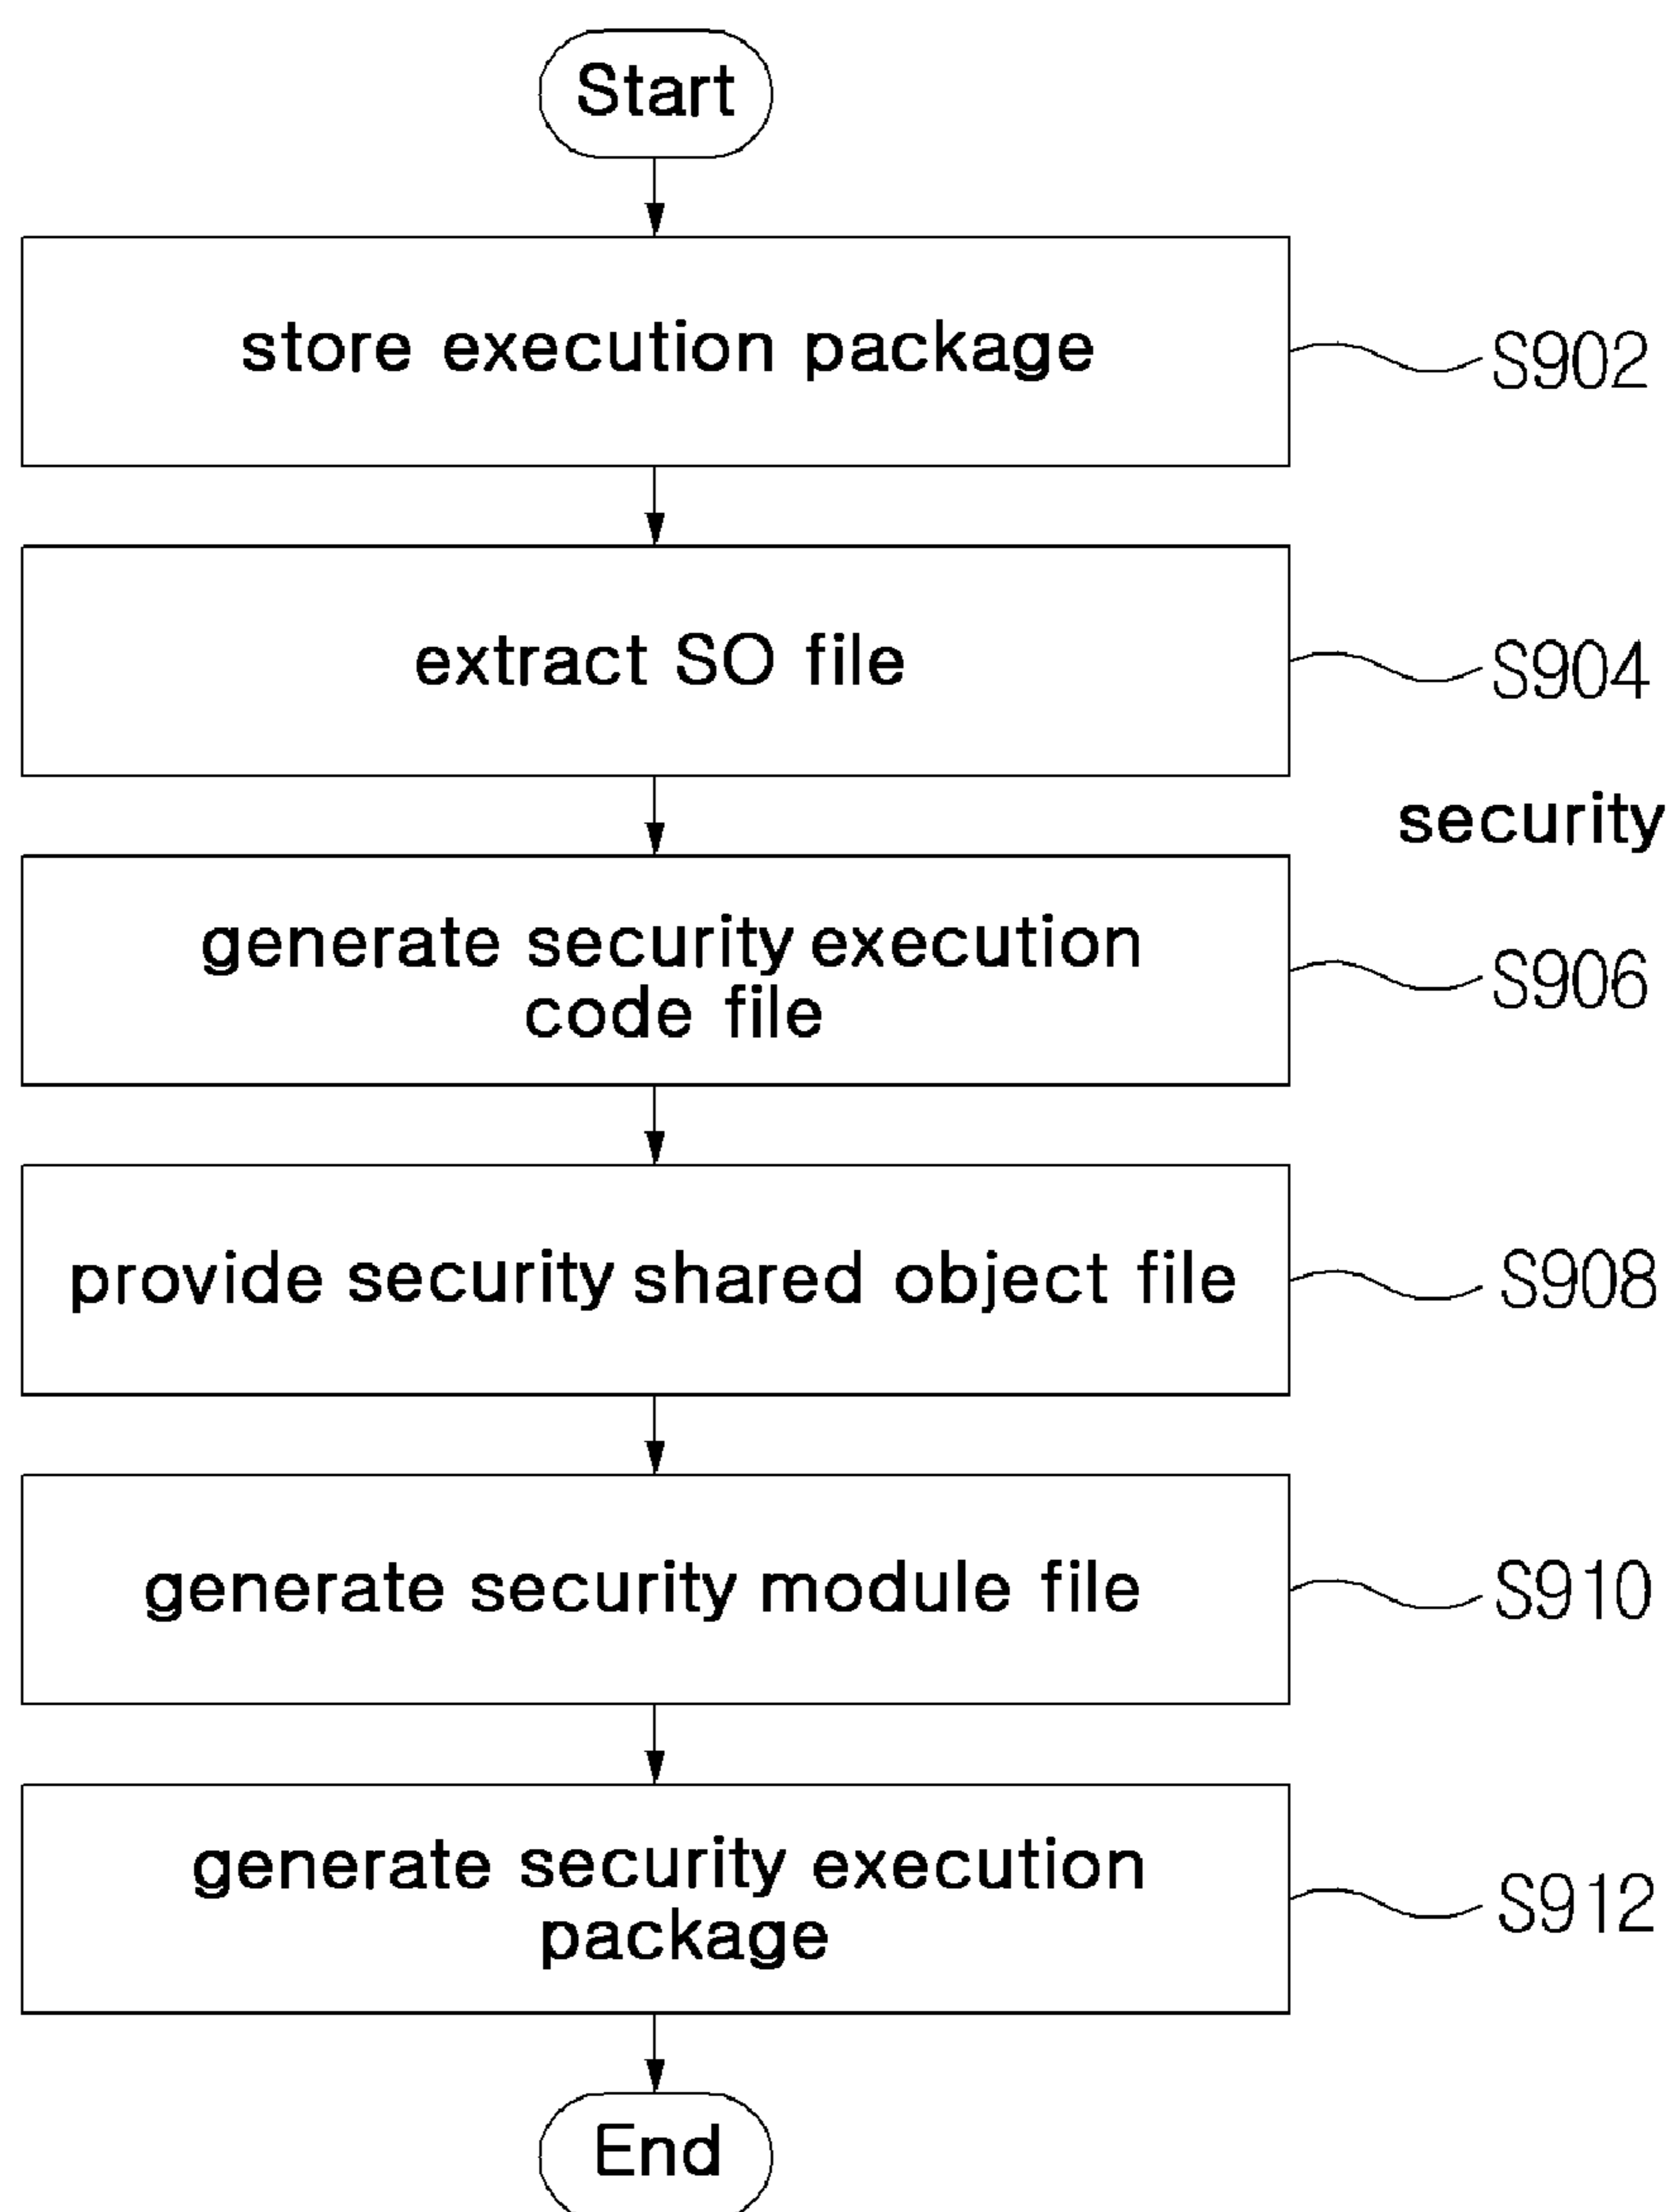 Start
store execution package
S902
extract SO file
S904
security
generate security execution
code file
S906
provide security shared object file
S908
generate security module file
S910
generate security execution
package
S912
End